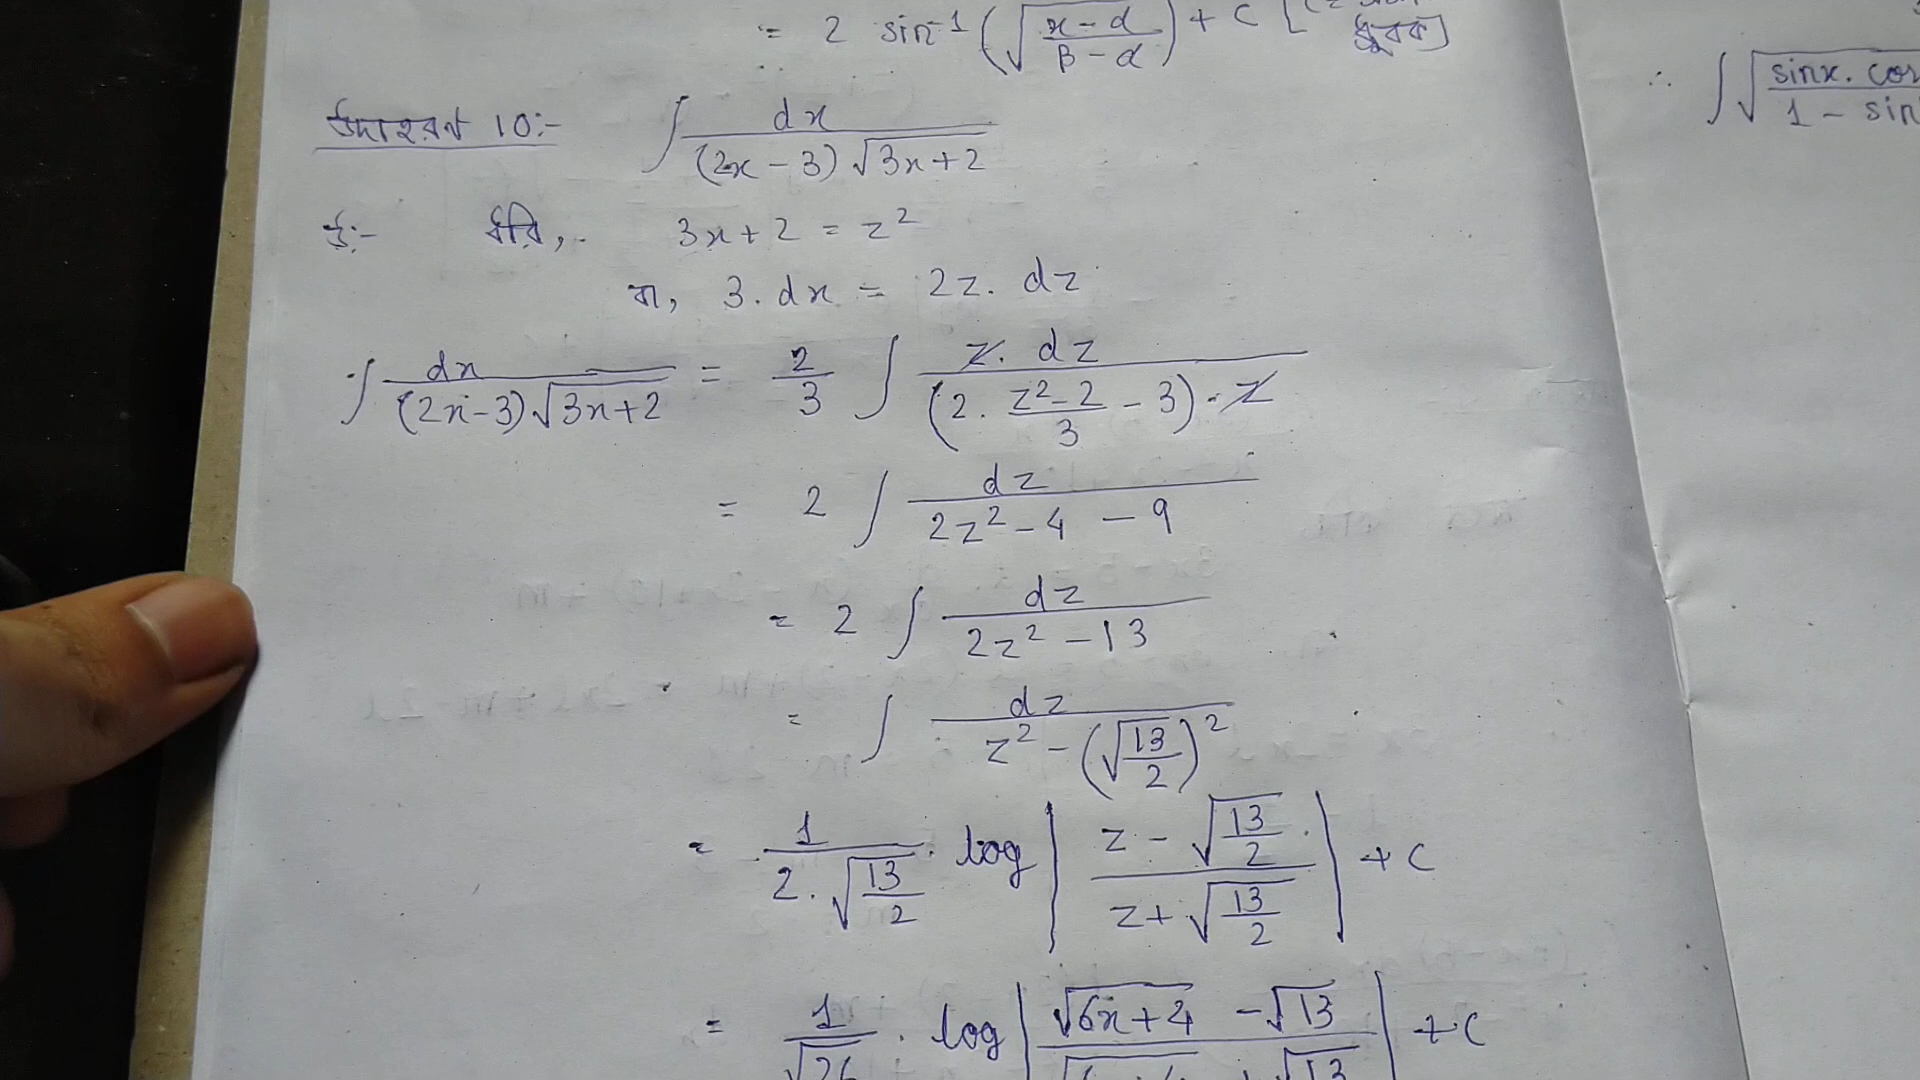 = 2 sin⁻¹(√((x-α)/(β-α))) + C [ ধ্রুবক]
∴ ∫√(sinx. cos / 1 - sin
উদাহরণ 10:- ∫ dx / ((2x-3)√(3x+2))
উঃ- ধরি, 3x+2 = z²
বা, 3.dx = 2z. dz
∫ dx / ((2x-3)√(3x+2)) = 2/3 ∫ z. dz / ((2. (z²-2)/3 - 3).z)
= 2 ∫ dz / (2z² - 4 - 9)
= 2 ∫ dz / (2z² - 13)
= ∫ dz / (z² - (√(13/2))²)
= 1 / (2.√(13/2)) . log | (z - √(13/2)) / (z + √(13/2)) | + C
= 1/√26 . log | (√(6x+4) - √13) / (√ √13) | + C